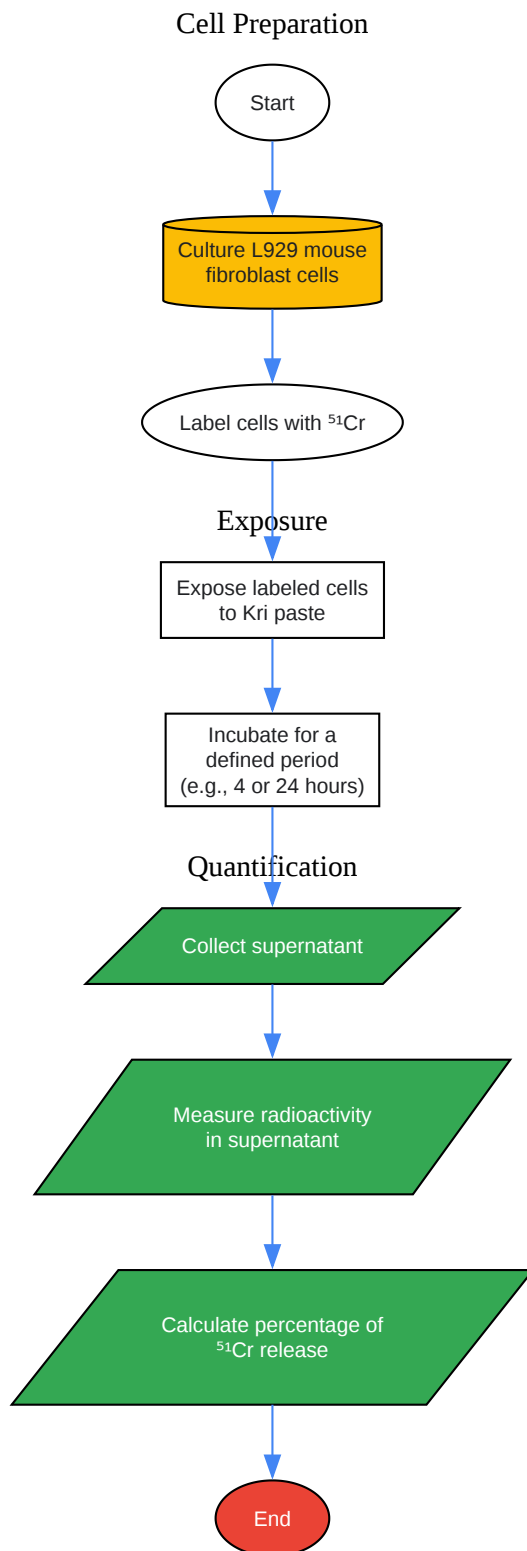 Cell Preparation
Start
Culture L929 mouse
fibroblast cells
Label cells with ⁵¹Cr
Exposure
Expose labeled cells
to Kri paste
Incubate for a
defined period
(e.g., 4 or 24 hours)
Quantification
Collect supernatant
Measure radioactivity
in supernatant
Calculate percentage of
⁵¹Cr release
End